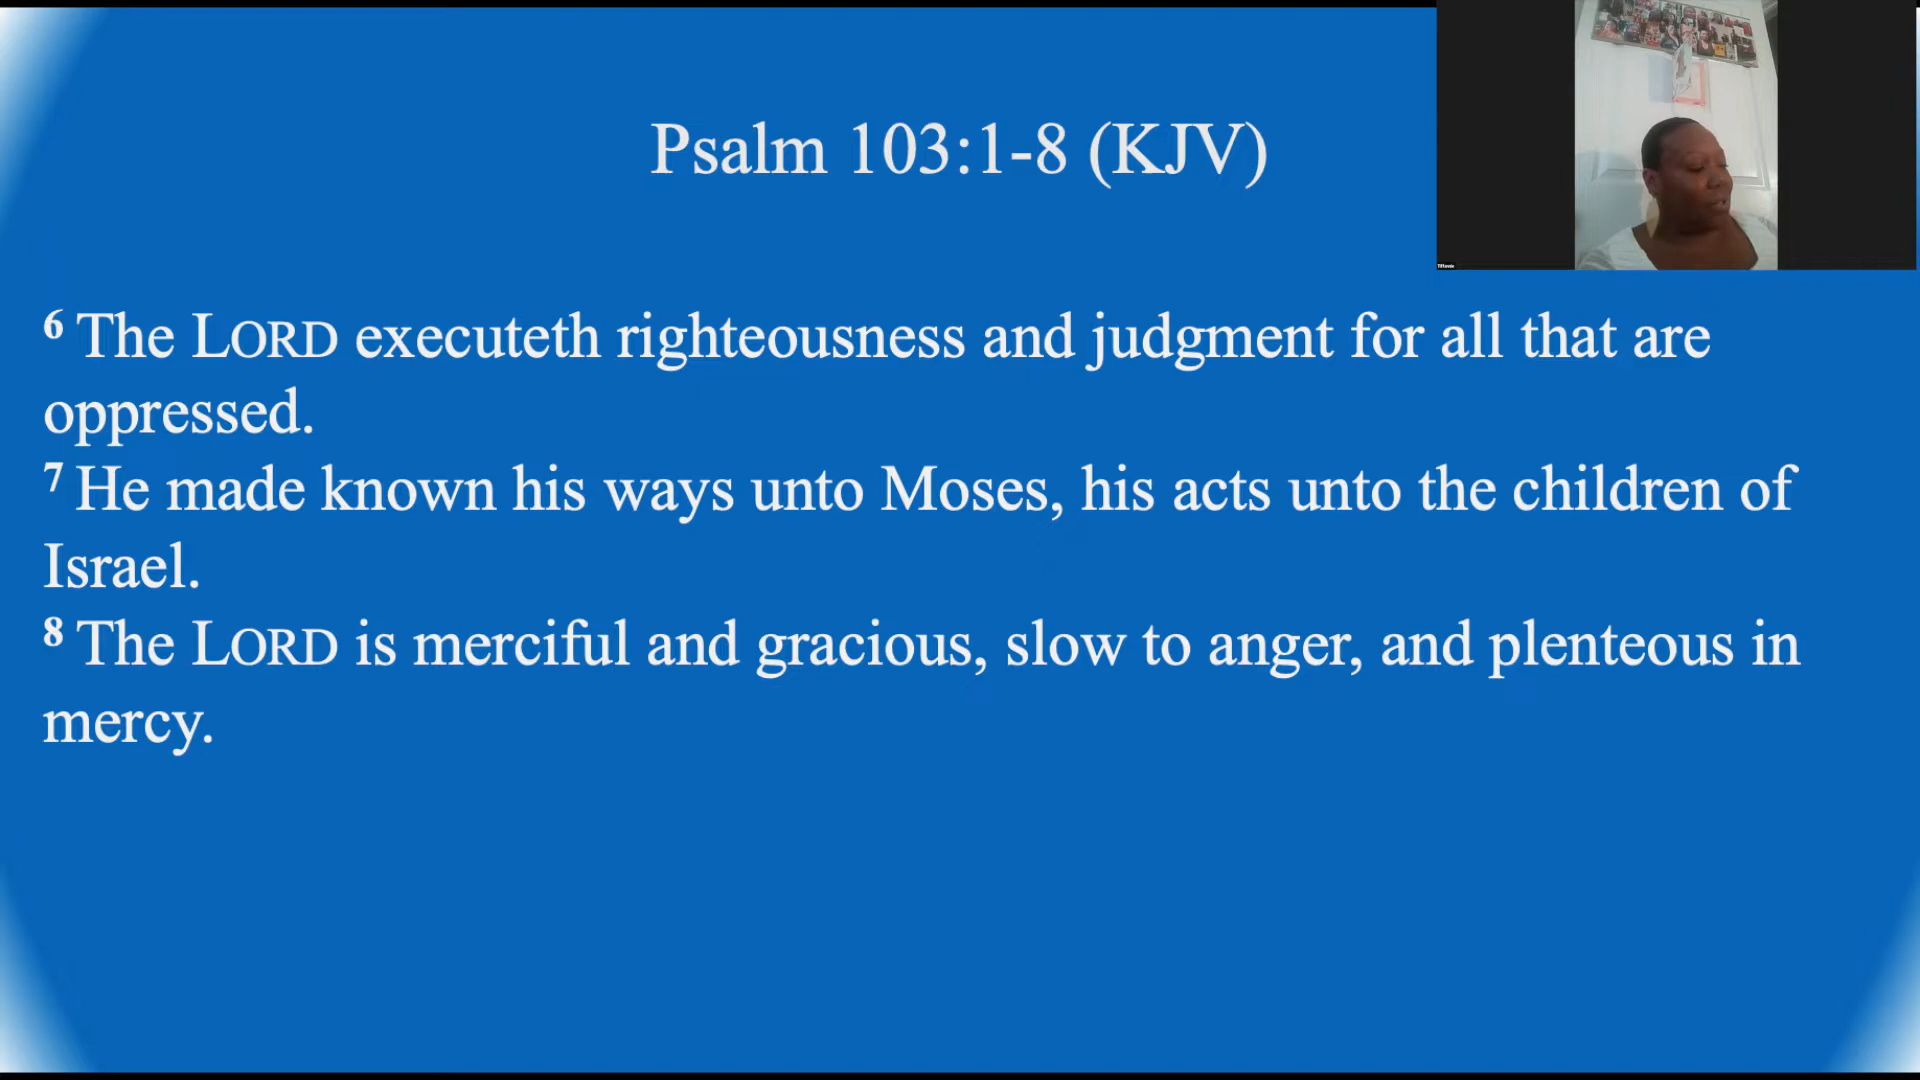 Psalm 103:1-8 (KJV)
6 The LORD executeth righteousness and judgment for all that are
oppressed.
7 He made known his ways unto Moses, his acts unto the children of
Israel.
8 The LORD is merciful and gracious, slow to anger, and plenteous in
mercy.